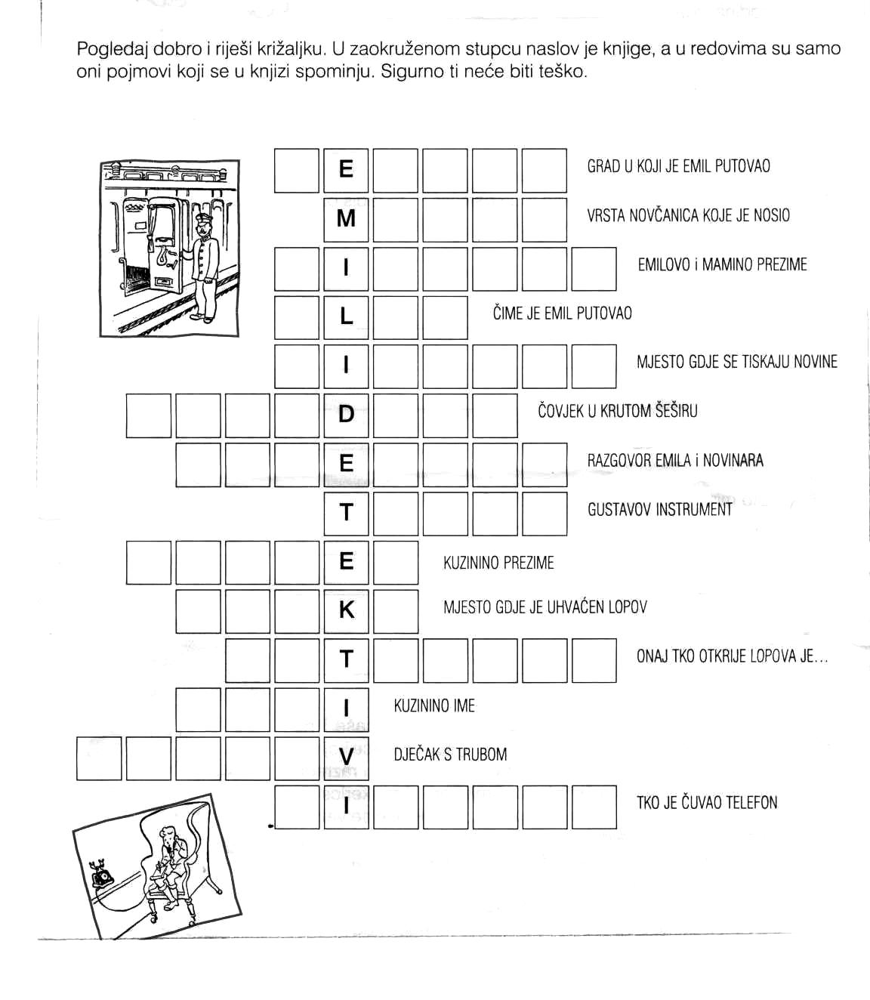 Pogledaj dobro i riješi križaljku. U zaokruženom stupcu naslov je knjige, a u redovima su samo
oni pojmovi koji se u knjizi spominju. Sigurno ti neće biti teško.
E GRAD U KOJI JE EMIL PUTOVAO
M VRSTA NOVČANICA KOJE JE NOSIO
I EMILOVO i MAMINO PREZIME
L ČIME JE EMIL PUTOVAO
I MJESTO GDJE SE TISKAJU NOVINE
D ČOVJEK U KRUTOM ŠEŠIRU
E RAZGOVOR EMILA i NOVINARA
T GUSTAVOV INSTRUMENT
E KUZININO PREZIME
K MJESTO GDJE JE UHVAĆEN LOPOV
T ONAJ TKO OTKRIJE LOPOVA JE...
I KUZININO IME
V DJEČAK S TRUBOM
I TKO JE ČUVAO TELEFON